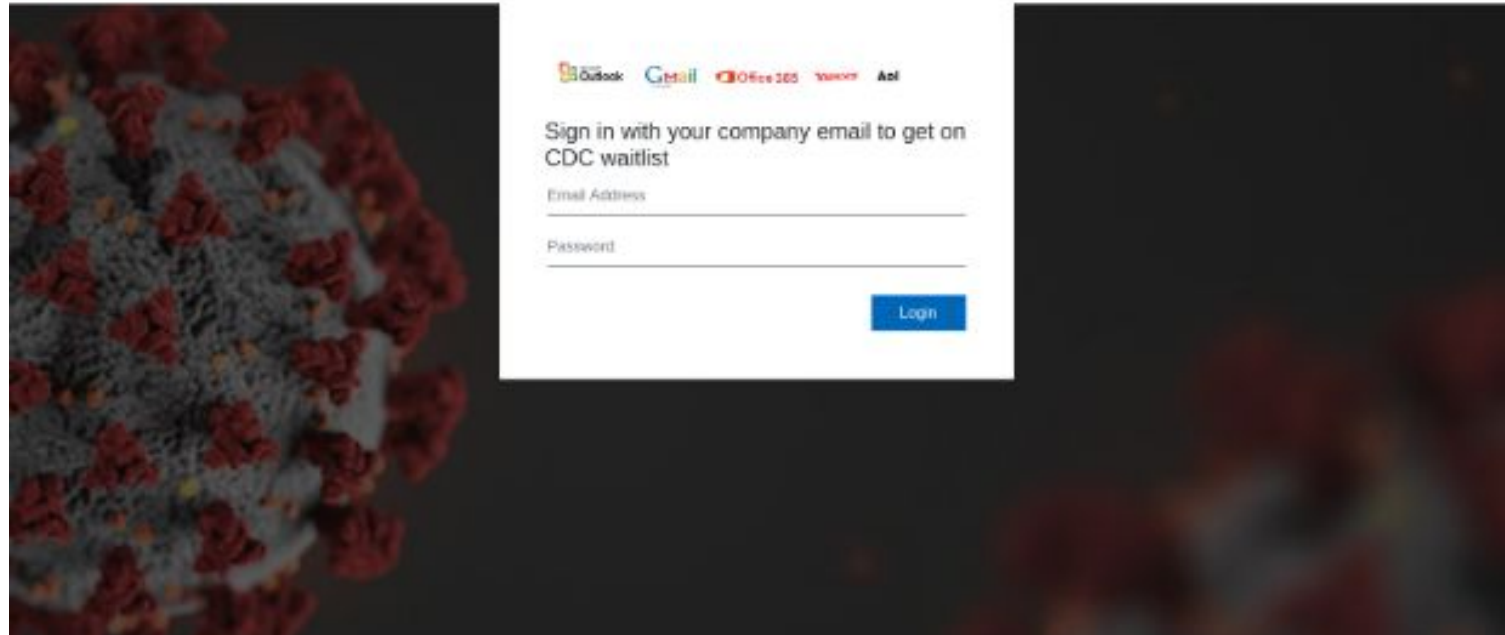 Outlook Gmail Office 365 YAHOO! Aol
Sign in with your company email to get on
CDC waitlist
Email Address
Password
Login